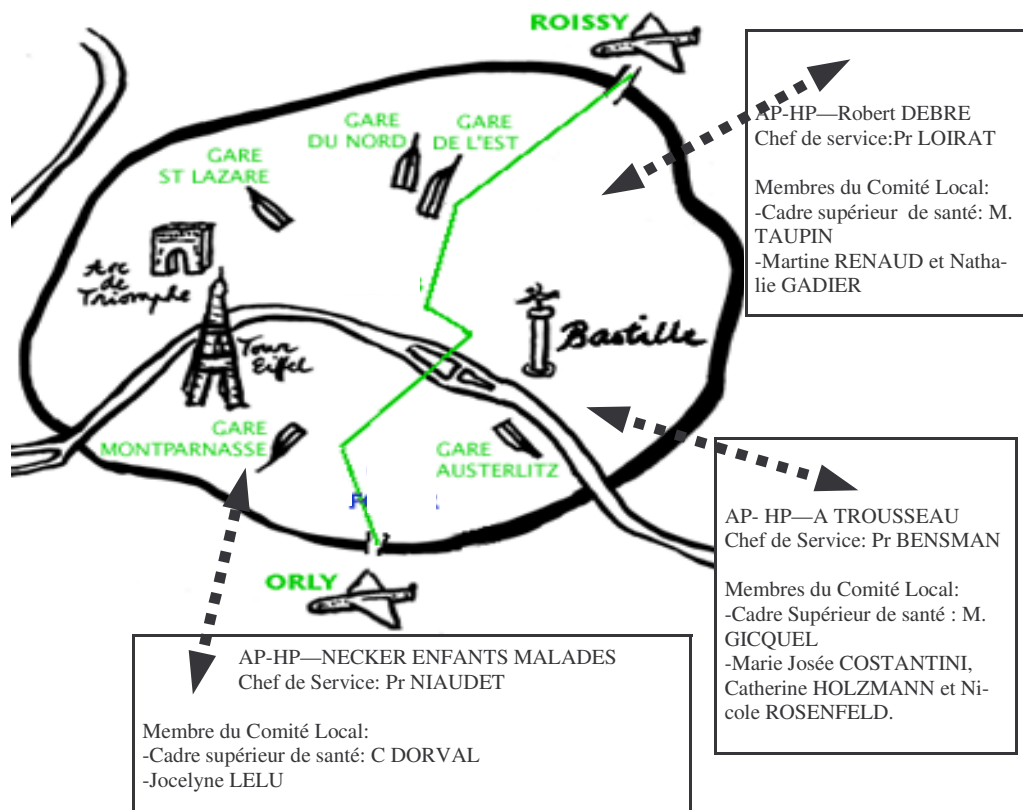 ROISSY
GARE
DU NORD
GARE
DE L'EST
GARE
ST LAZARE
Arc
de
Triomphe
Tour
Eiffel
Bastille
GARE
MONTPARNASSE
GARE
AUSTERLITZ
ORLY
AP-HP—Robert DEBRE
Chef de service:Pr LOIRAT
Membres du Comité Local:
-Cadre supérieur de santé: M.
TAUPIN
-Martine RENAUD et Natha-
lie GADIER
AP- HP—A TROUSSEAU
Chef de Service: Pr BENSMAN
Membres du Comité Local:
-Cadre Supérieur de santé : M.
GICQUEL
-Marie Josée COSTANTINI,
Catherine HOLZMANN et Ni-
cole ROSENFELD.
AP-HP—NECKER ENFANTS MALADES
Chef de Service: Pr NIAUDET
Membre du Comité Local:
-Cadre supérieur de santé: C DORVAL
-Jocelyne LELU